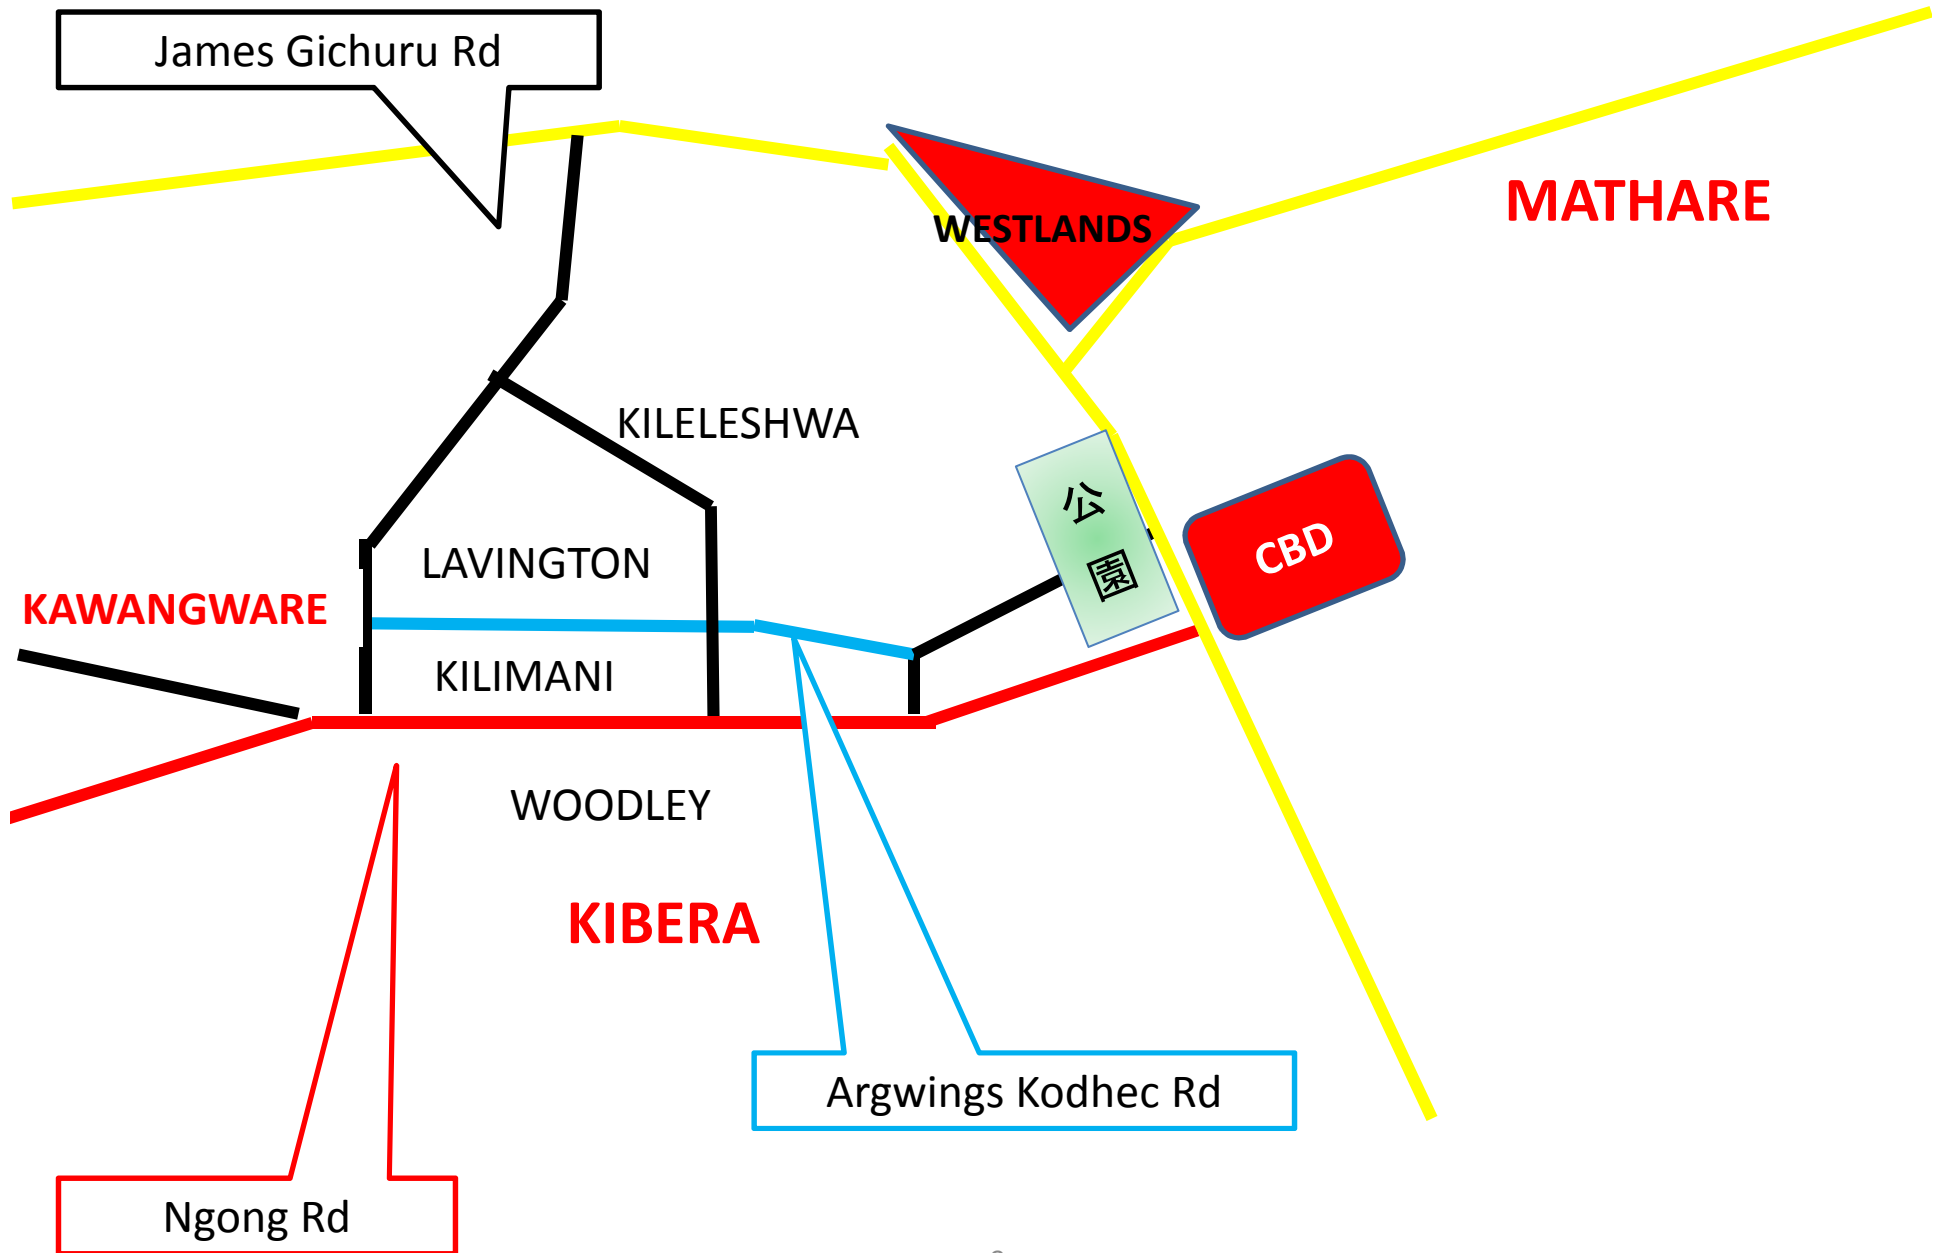 James Gichuru Rd
MATHARE
WESTLANDS
KILELESHWA
公
園
CBD
LAVINGTON
KAWANGWARE
KILIMANI
WOODLEY
KIBERA
Argwings Kodhec Rd
Ngong Rd